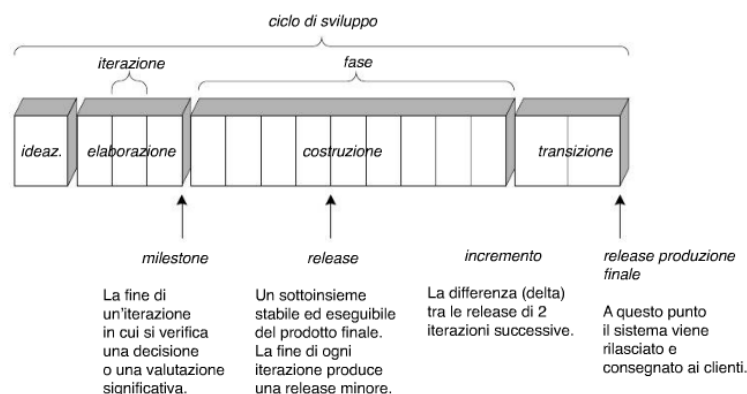 ciclo di sviluppo
iterazione
fase
ideaz.
elaborazione
costruzione
transizione
milestone
La fine di
un'iterazione
in cui si verifica
una decisione
o una valutazione
significativa.
release
Un sottoinsieme
stabile ed eseguibile
del prodotto finale.
La fine di ogni
iterazione produce
una release minore.
incremento
La differenza (delta)
tra le release di 2
iterazioni successive.
release produzione
finale
A questo punto
il sistema viene
rilasciato e
consegnato ai clienti.